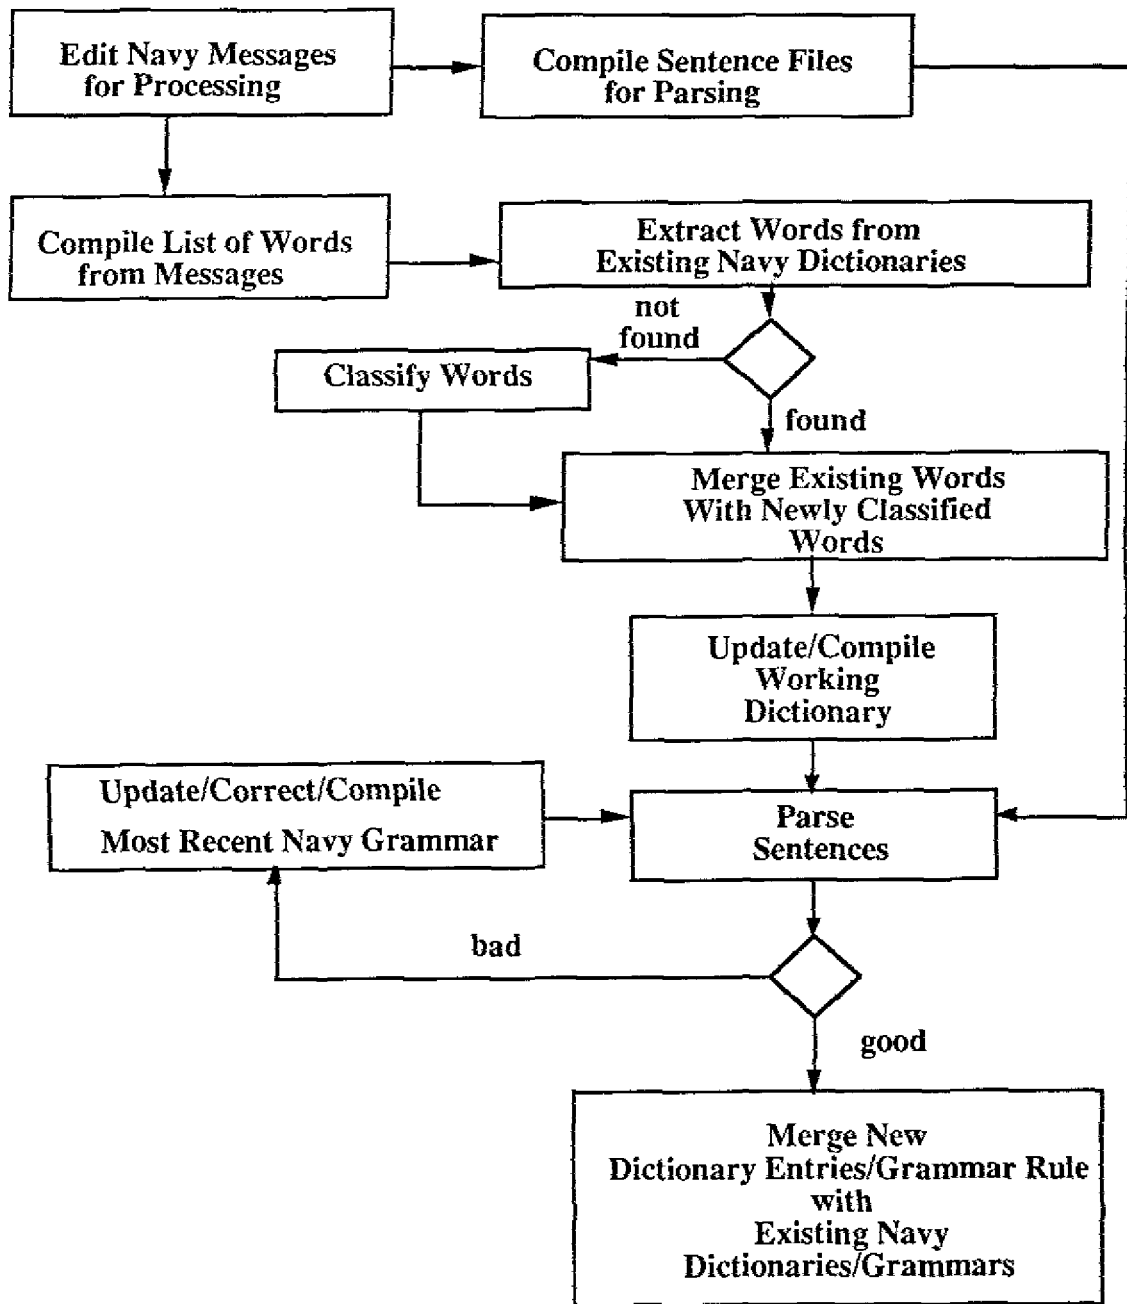 Edit Navy Messages
for Processing
Compile Sentence Files
for Parsing
Compile List of Words
from Messages
Extract Words from
Existing Navy Dictionaries
not
found
Classify Words
found
Merge Existing Words
With Newly Classified
Words
Update/Compile
Working
Dictionary
Update/Correct/Compile
Most Recent Navy Grammar
Parse
Sentences
bad
good
Merge New
Dictionary Entries/Grammar Rule
with
Existing Navy
Dictionaries/Grammars